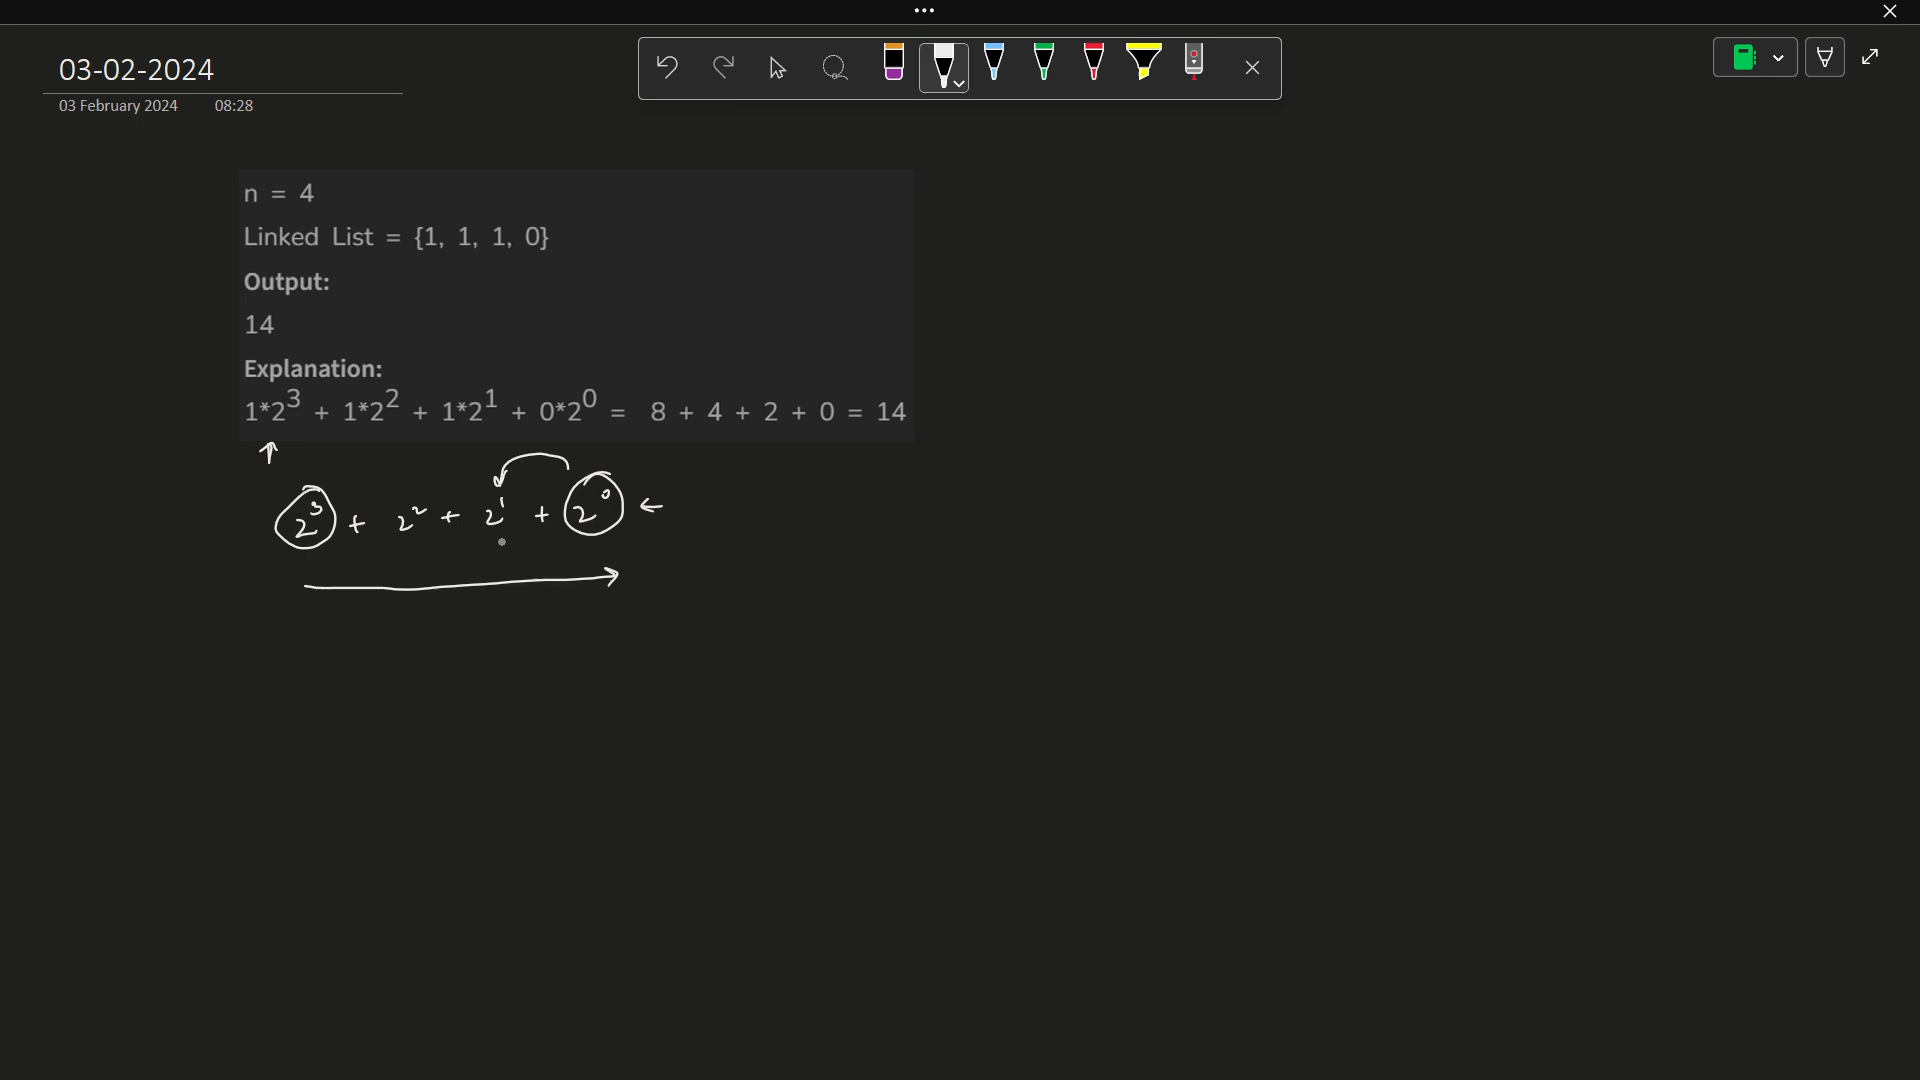 03-02-2024
03 February 2024 08:28
n = 4
Linked List = {1, 1, 1, 0}
Output:
14
Explanation:
1*2^3 + 1*2^2 + 1*2^1 + 0*2^0 = 8 + 4 + 2 + 0 = 14
2^3 + 2^2 + 2^1 + 2^0